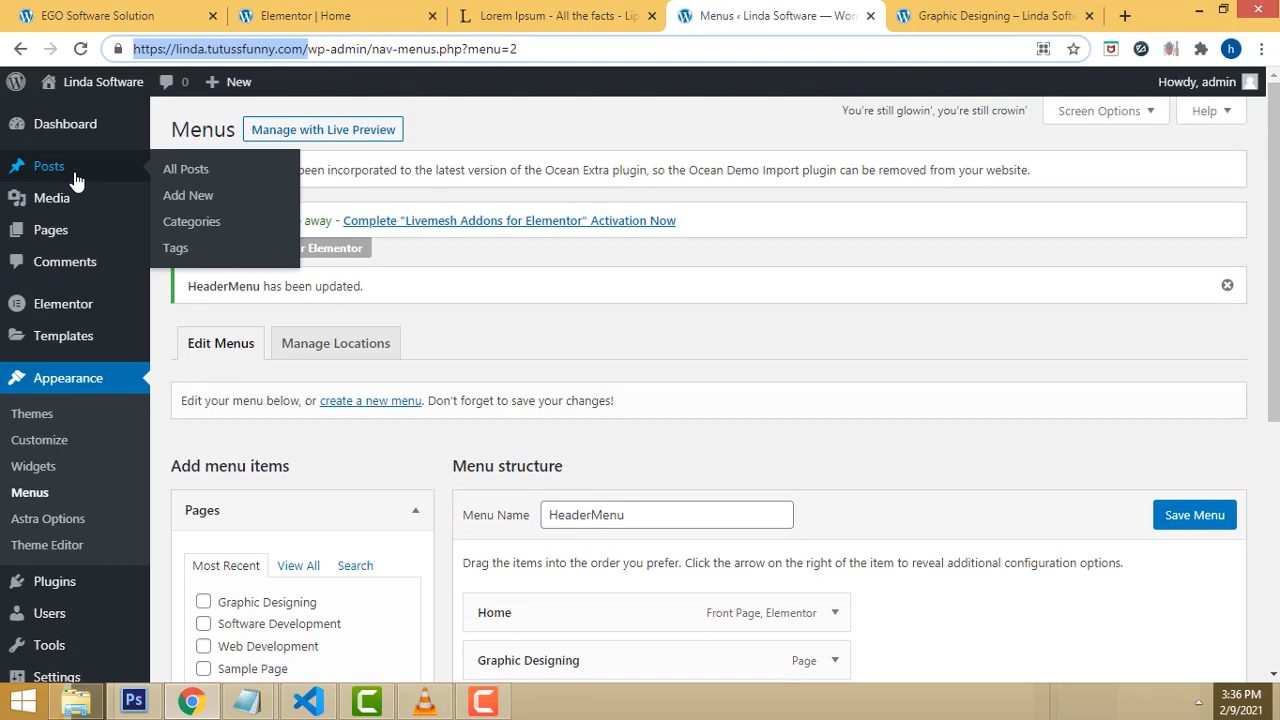 EGO Software Solution
Elementor | Home
Lorem Ipsum - All the facts - Lip
Menus ‹ Linda Software — Wor
Graphic Designing – Linda Softw
https://linda.tutussfunny.com/wp-admin/nav-menus.php?menu=2
h
Linda Software
0
New
Howdy, admin
Dashboard
Posts
Media
Pages
Comments
Elementor
Templates
Appearance
Themes
Customize
Widgets
Menus
Astra Options
Theme Editor
Plugins
Users
Tools
Settings
All Posts
Add New
Categories
Tags
Menus
Manage with Live Preview
You're still glowin', you're still crowin'
Screen Options
Help
been incorporated to the latest version of the Ocean Extra plugin, so the Ocean Demo Import plugin can be removed from your website.
away - Complete "Livemesh Addons for Elementor" Activation Now
r Elementor
HeaderMenu has been updated.
Edit Menus
Manage Locations
Edit your menu below, or create a new menu. Don't forget to save your changes!
Add menu items
Pages
Most Recent
View All
Search
Graphic Designing
Software Development
Web Development
Sample Page
Menu structure
Menu Name
HeaderMenu
Save Menu
Drag the items into the order you prefer. Click the arrow on the right of the item to reveal additional configuration options.
Home
Front Page, Elementor
Graphic Designing
Page
Ps
3:36 PM
2/9/2021